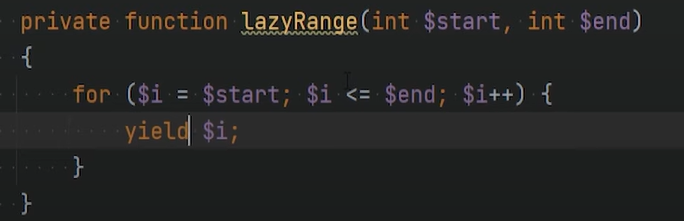 private function lazyRange(int $start, int $end)
{
for ($i = $start; $i <= $end; $i++) {
yield $i;
}
}